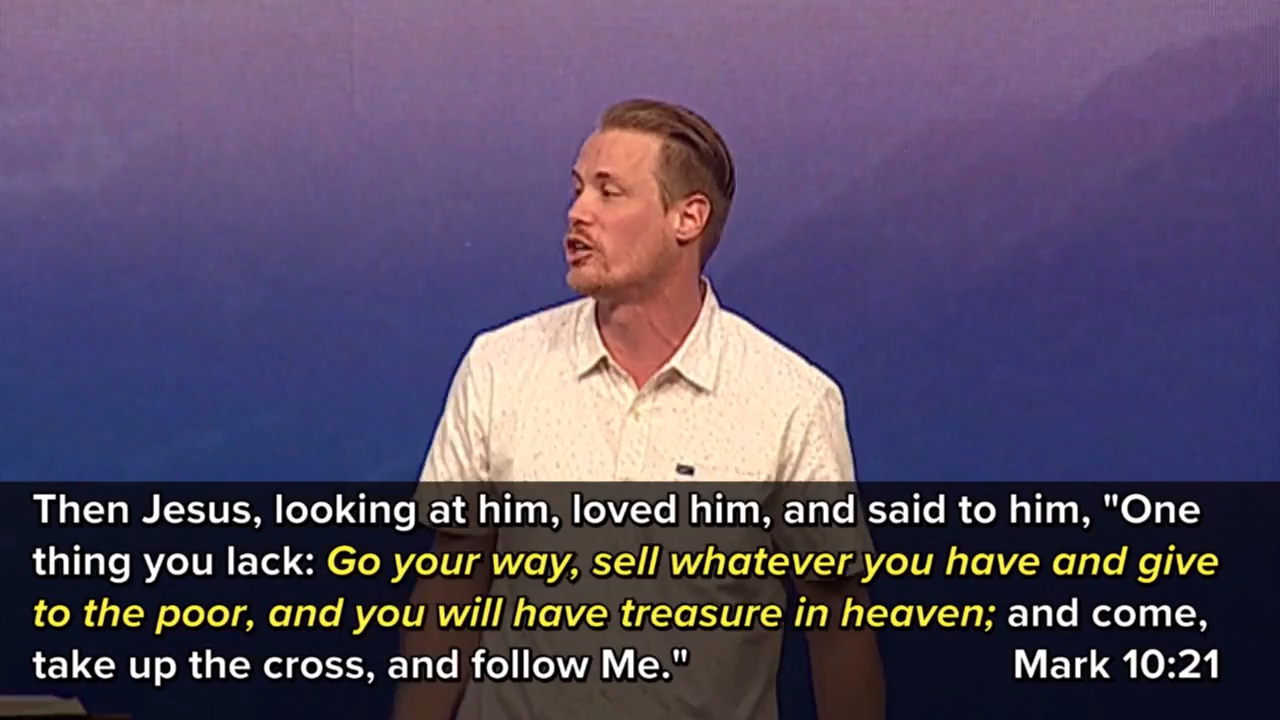 Then Jesus, looking at him, loved him, and said to him, "One
thing you lack: Go your way, sell whatever you have and give
to the poor, and you will have treasure in heaven; and come,
take up the cross, and follow Me."
Mark 10:21